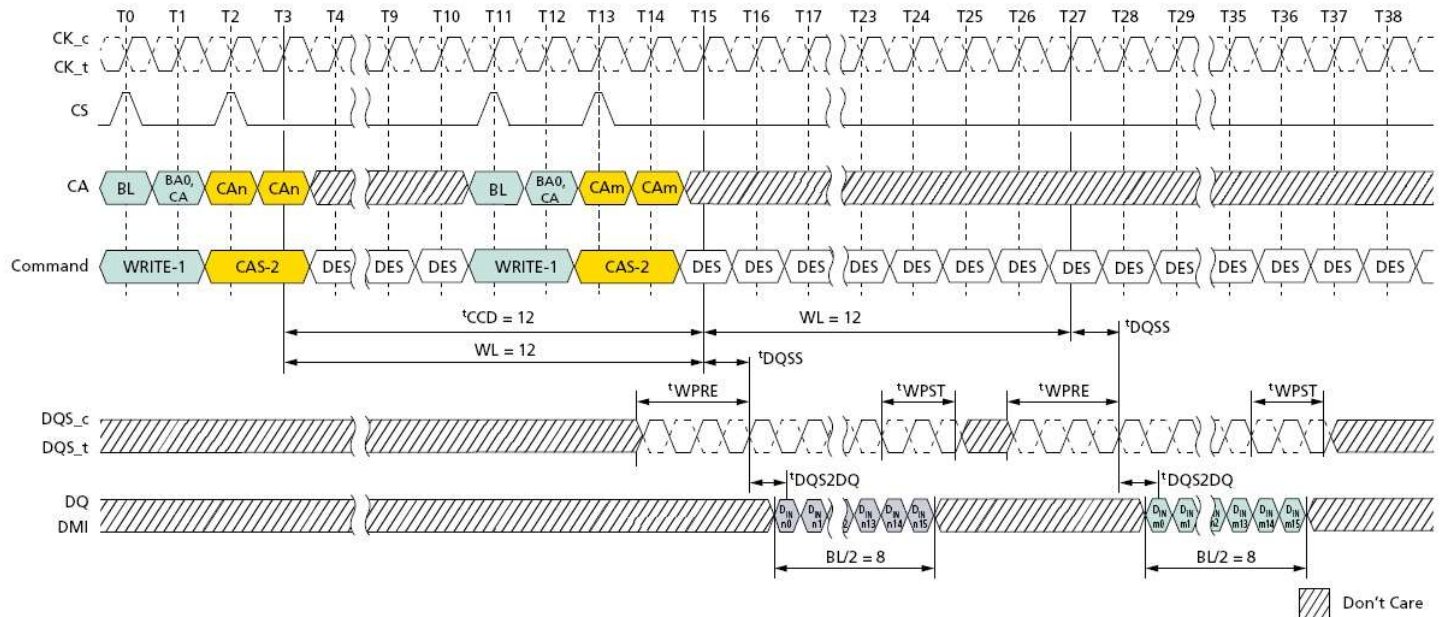 T0 T1 T2 T3 T4 T9 T10 T11 T12 T13 T14 T15 T16 T17 T23 T24 T25 T26 T27 T28 T29 T35 T36 T37 T38
CK_c
CK_t
CS
CA BL BA0, CA CAn CAn BL BA0, CA CAm CAm
Command WRITE-1 CAS-2 DES DES DES WRITE-1 CAS-2 DES DES DES DES DES DES DES DES DES DES DES DES DES DES
tCCD = 12 WL = 12 tDQSS
WL = 12 tDQSS
tWPRE tWPST tWPRE tWPST
DQS_c
DQS_t
tDQS2DQ tDQS2DQ
DQ DIN n0 DIN n1 DIN n13 DIN n14 DIN n15 DIN m0 DIN m1 DIN m13 DIN m14 DIN m15
DMI
BL/2 = 8 BL/2 = 8
Don't Care